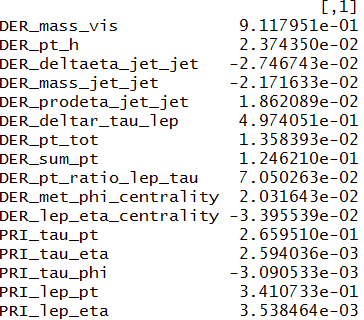 [,1]
DER_mass_vis 9.117951e-01
DER_pt_h 2.374350e-02
DER_deltaeta_jet_jet -2.746743e-02
DER_mass_jet_jet -2.171633e-02
DER_prodeta_jet_jet 1.862089e-02
DER_deltar_tau_lep 4.974051e-01
DER_pt_tot 1.358393e-02
DER_sum_pt 1.246210e-01
DER_pt_ratio_lep_tau 7.050263e-02
DER_met_phi_centrality 2.031643e-02
DER_lep_eta_centrality -3.395539e-02
PRI_tau_pt 2.659510e-01
PRI_tau_eta 2.594036e-03
PRI_tau_phi -3.090533e-03
PRI_lep_pt 3.410733e-01
PRI_lep_eta 3.538464e-03